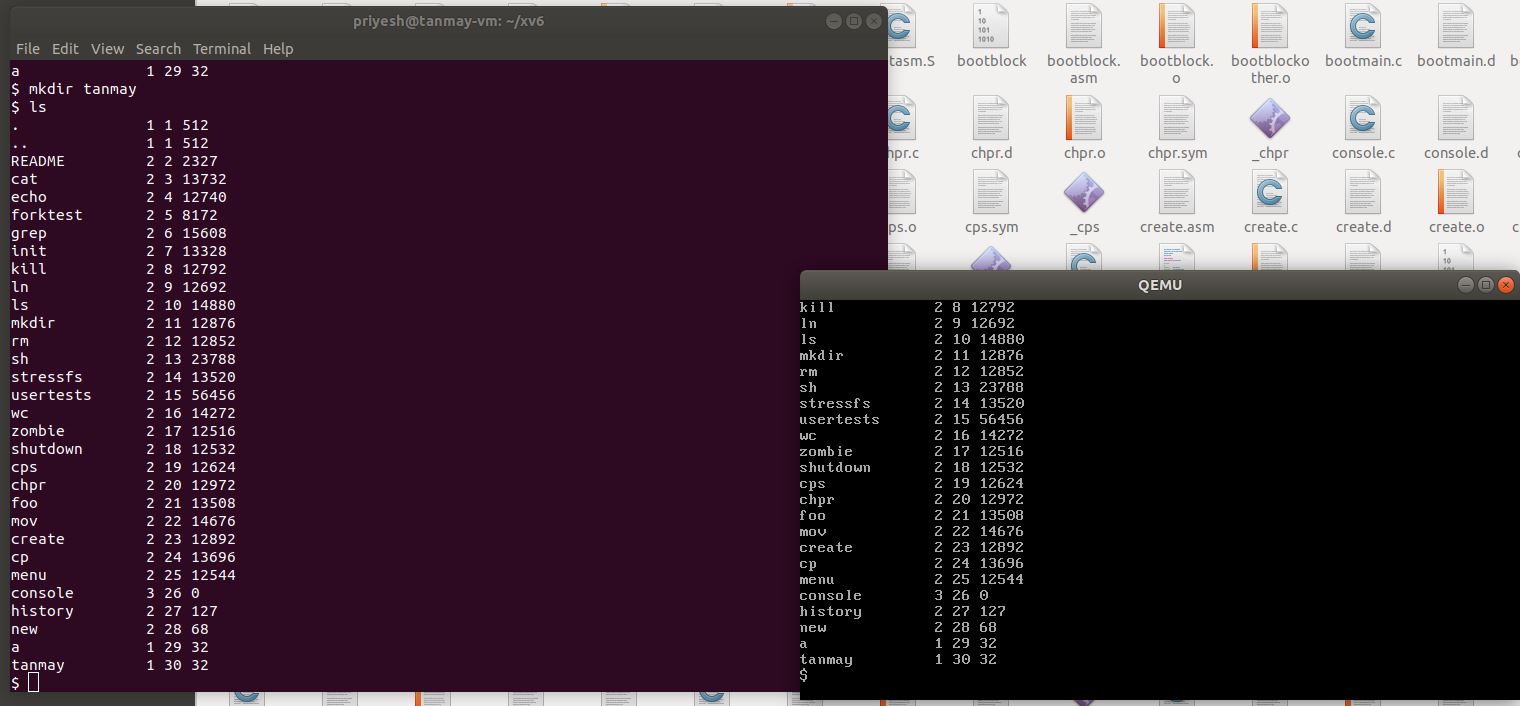 priyesh@tanmay-vm: ~/xv6
File Edit View Search Terminal Help
a 1 29 32
$ mkdir tanmay
$ ls
. 1 1 512
.. 1 1 512
README 2 2 2327
cat 2 3 13732
echo 2 4 12740
forktest 2 5 8172
grep 2 6 15608
init 2 7 13328
kill 2 8 12792
ln 2 9 12692
ls 2 10 14880
mkdir 2 11 12876
rm 2 12 12852
sh 2 13 23788
stressfs 2 14 13520
usertests 2 15 56456
wc 2 16 14272
zombie 2 17 12516
shutdown 2 18 12532
cps 2 19 12624
chpr 2 20 12972
foo 2 21 13508
mov 2 22 14676
create 2 23 12892
cp 2 24 13696
menu 2 25 12544
console 3 26 0
history 2 27 127
new 2 28 68
a 1 29 32
tanmay 1 30 32
$
tasm.S bootblock bootblock.asm bootblock.o bootblockother.o bootmain.c bootmain.d
hpr.c chpr.d chpr.o chpr.sym _chpr console.c console.d
ps.o cps.sym _cps create.asm create.c create.d create.o
QEMU
kill 2 8 12792
ln 2 9 12692
ls 2 10 14880
mkdir 2 11 12876
rm 2 12 12852
sh 2 13 23788
stressfs 2 14 13520
usertests 2 15 56456
wc 2 16 14272
zombie 2 17 12516
shutdown 2 18 12532
cps 2 19 12624
chpr 2 20 12972
foo 2 21 13508
mov 2 22 14676
create 2 23 12892
cp 2 24 13696
menu 2 25 12544
console 3 26 0
history 2 27 127
new 2 28 68
a 1 29 32
tanmay 1 30 32
$